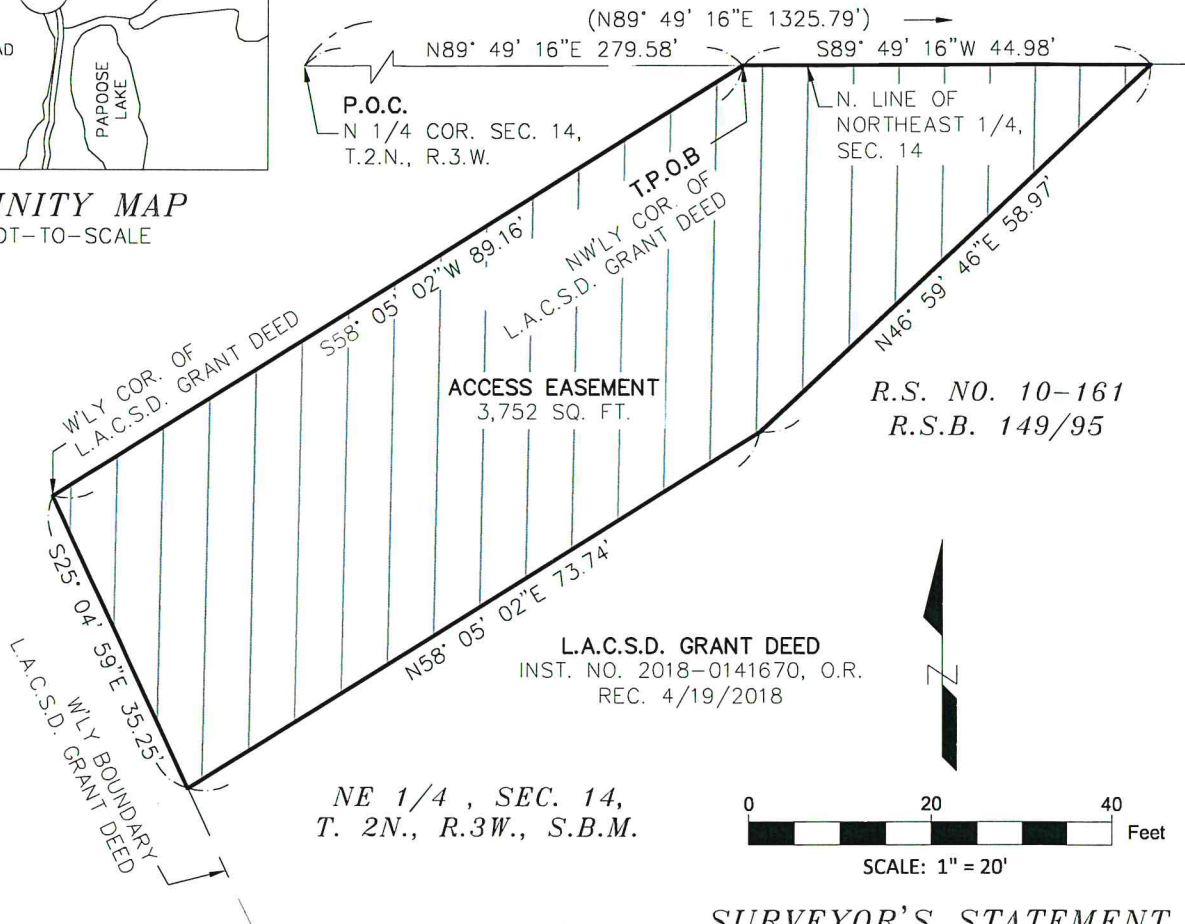 AD
PAPOOSE
LAKE
NITY MAP
OT-TO-SCALE
(N89° 49' 16"E 1325.79')
N89° 49' 16"E 279.58'
S89° 49' 16"W 44.98'
P.O.C.
N 1/4 COR. SEC. 14,
T.2.N., R.3.W.
N. LINE OF
NORTHEAST 1/4,
SEC. 14
T.P.O.B
NW'LY COR. OF
L.A.C.S.D. GRANT DEED
S58° 05' 02"W 89.16'
N46° 59' 46"E 58.97'
W'LY COR. OF
L.A.C.S.D. GRANT DEED
ACCESS EASEMENT
3,752 SQ. FT.
R.S. NO. 10-161
R.S.B. 149/95
S25° 04' 59"E 35.25'
N58° 05' 02"E 73.74'
W'LY BOUNDARY
L.A.C.S.D. GRANT DEED
L.A.C.S.D. GRANT DEED
INST. NO. 2018-0141670, O.R.
REC. 4/19/2018
N
NE 1/4 , SEC. 14,
T. 2N., R.3W., S.B.M.
0 20 40
Feet
SCALE: 1" = 20'
SURVEYOR'S STATEMENT